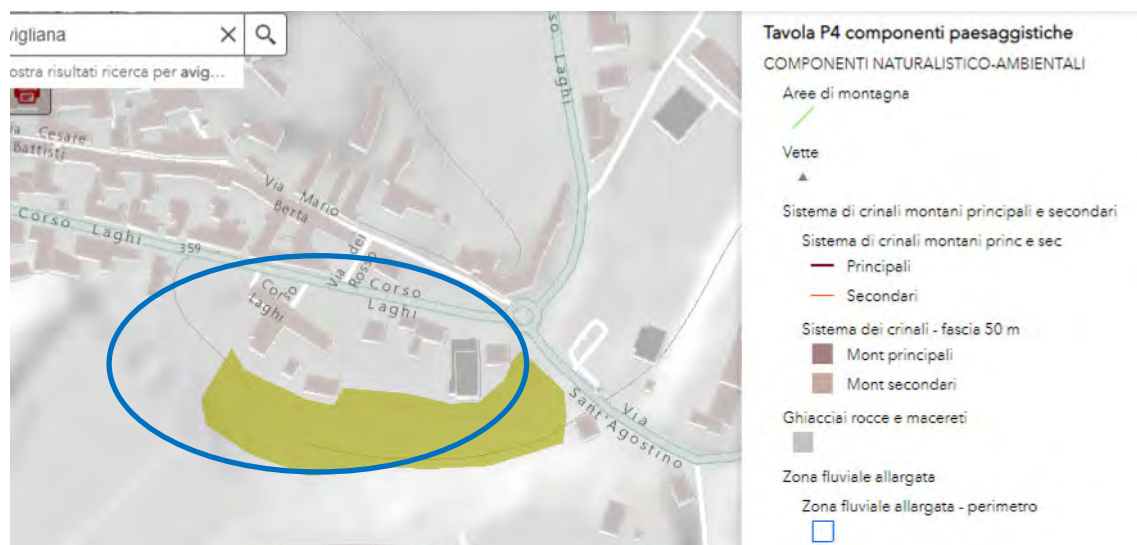 vigliana
ostra risultati ricerca per avig...
Via Cesare
Battisti
Via Mario
Berta
Corso Laghi
359
Corso
Laghi
Via dei
Rosso
Corso
Laghi
so Laghi
Via
Sant'Agostino
Tavola P4 componenti paesaggistiche
COMPONENTI NATURALISTICO-AMBIENTALI
Aree di montagna
Vette
Sistema di crinali montani principali e secondari
Sistema di crinali montani princ e sec
Principali
Secondari
Sistema dei crinali - fascia 50 m
Mont principali
Mont secondari
Ghiacciai rocce e macereti
Zona fluviale allargata
Zona fluviale allargata - perimetro